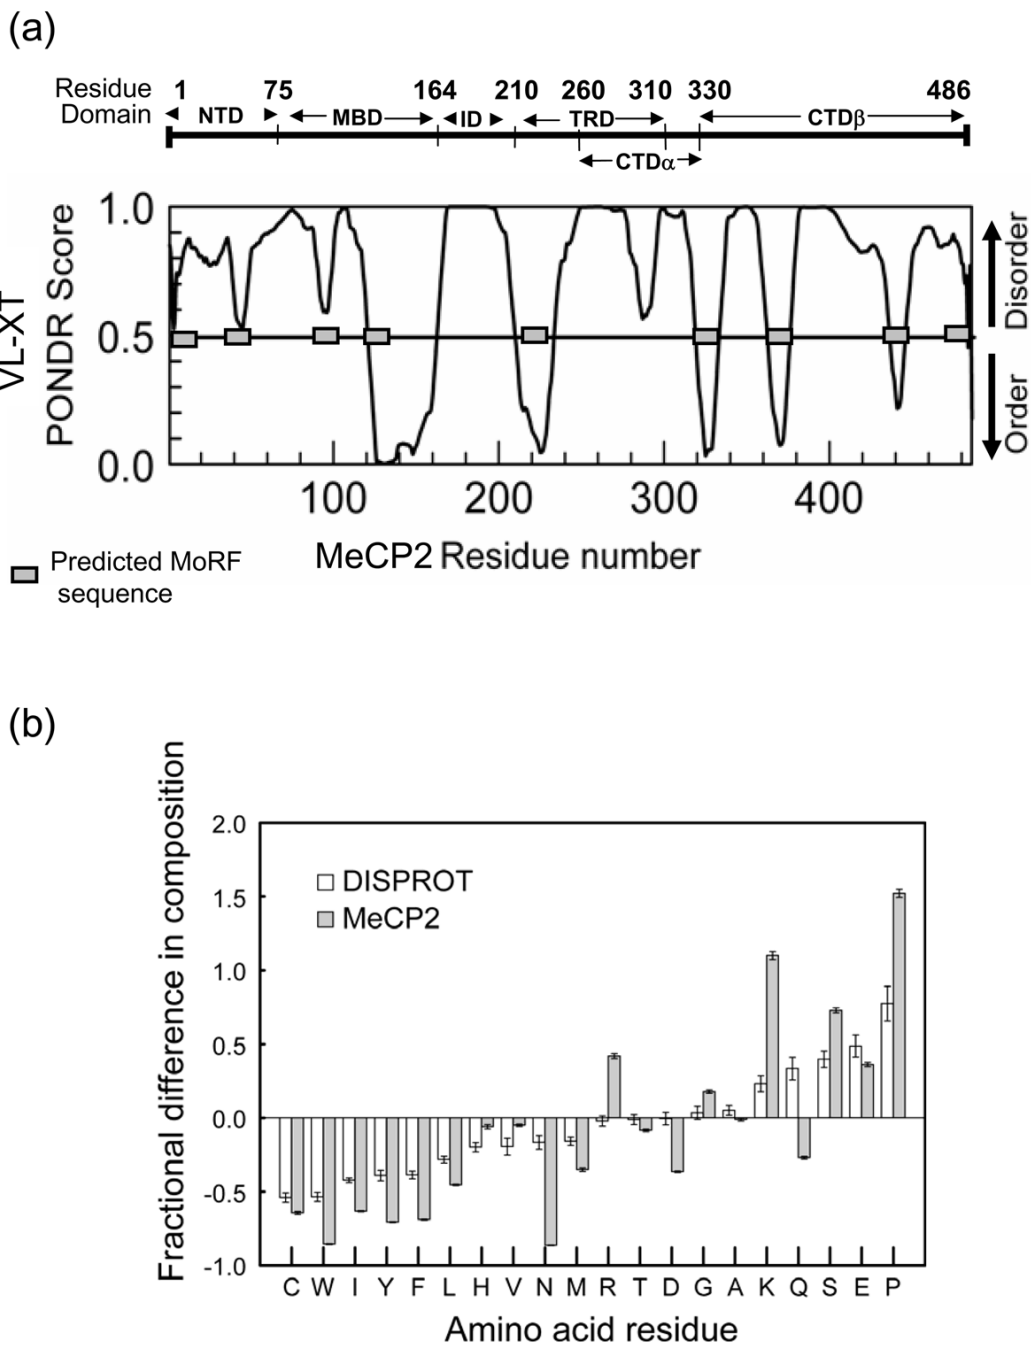 (a)
Residue 1 75 164 210 260 310 330 486
Domain NTD MBD ID TRD CTDβ
CTDα
VL-XT
PONDR Score
1.0
0.5
0.0
Disorder
Order
100 200 300 400
MeCP2 Residue number
Predicted MoRF
sequence
(b)
Fractional difference in composition
2.0
1.5
1.0
0.5
0.0
-0.5
-1.0
DISPROT
MeCP2
C W I Y F L H V N M R T D G A K Q S E P
Amino acid residue